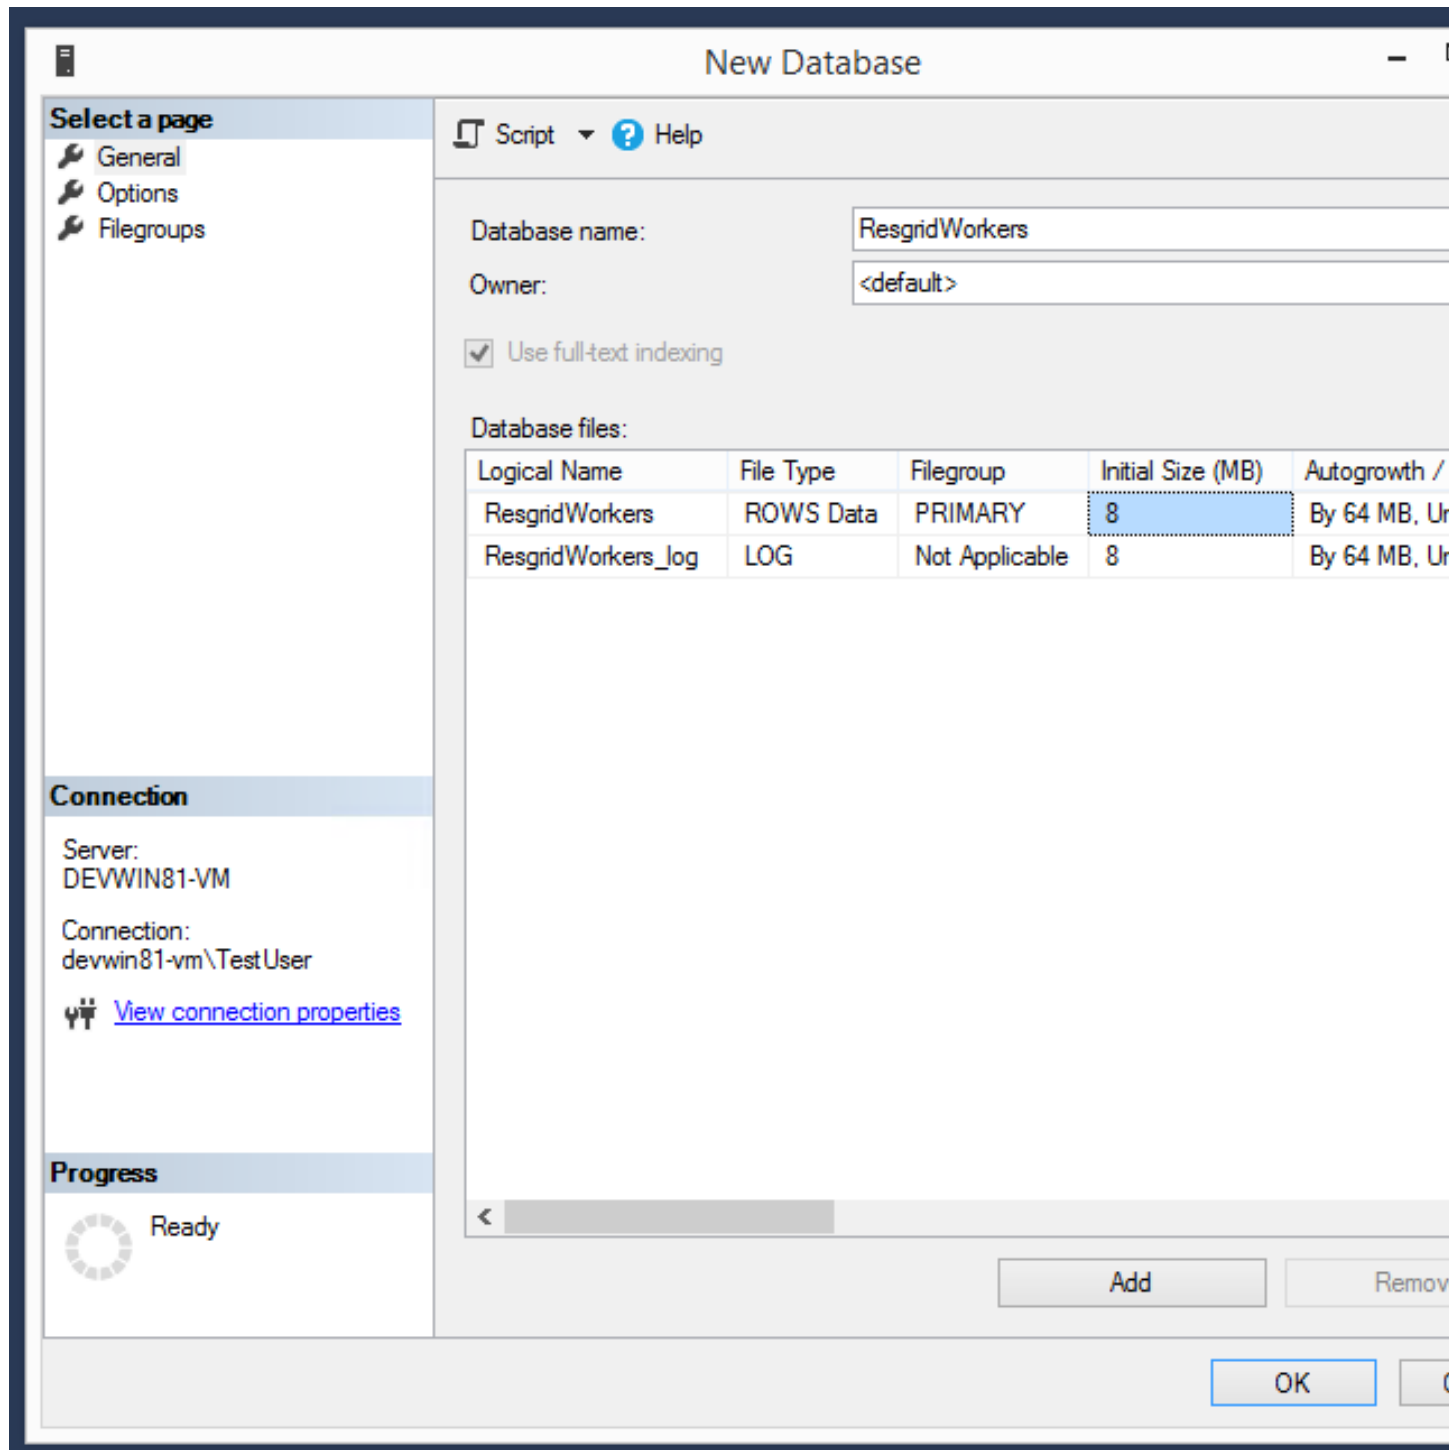 New Database
Select a page
General
Options
Filegroups
Script Help
Database name: ResgridWorkers
Owner: <default>
Use full-text indexing
Database files:
Logical Name File Type Filegroup Initial Size (MB) Autogrowth /
ResgridWorkers ROWS Data PRIMARY 8 By 64 MB,
ResgridWorkers_log LOG Not Applicable 8 By 64 MB,
Connection
Server:
DEVWIN81-VM
Connection:
devwin81-vm\TestUser
View connection properties
Progress
Ready
Add Remov
OK